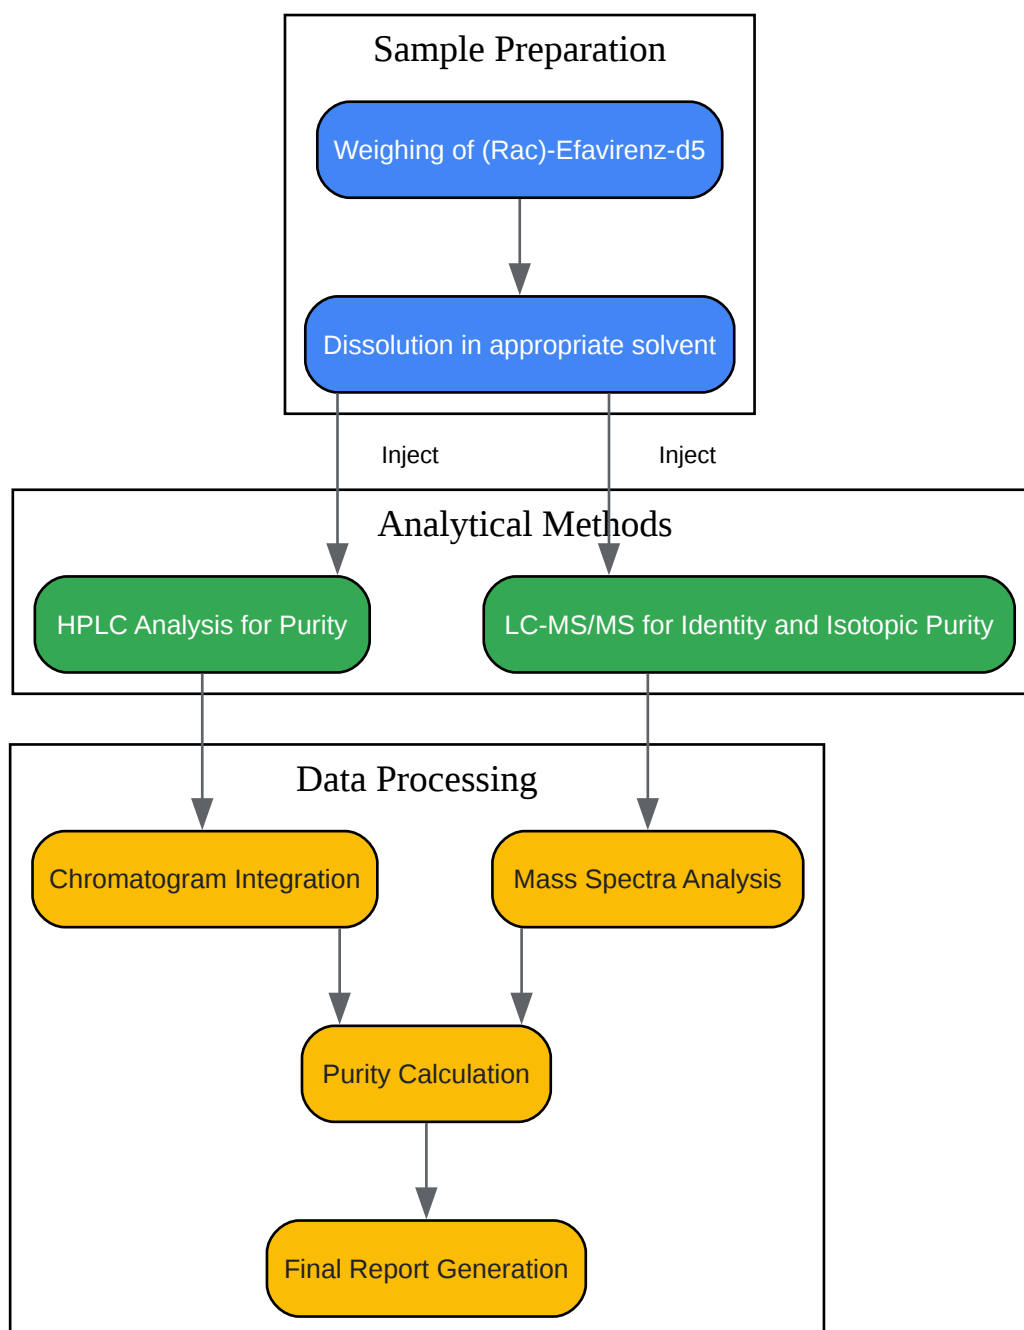 Sample Preparation
Weighing of (Rac)-Efavirenz-d5
Dissolution in appropriate solvent
Inject
Inject
Analytical Methods
HPLC Analysis for Purity
LC-MS/MS for Identity and Isotopic Purity
Data Processing
Chromatogram Integration
Mass Spectra Analysis
Purity Calculation
Final Report Generation